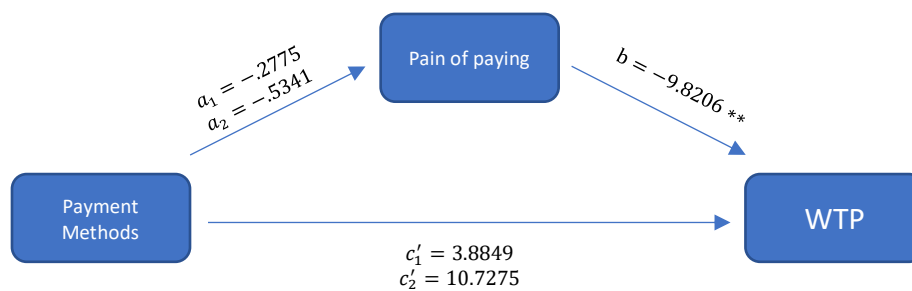 Pain of paying
a₁ = −.2775
a₂ = −.5341
b = −9.8206 **
Payment
Methods
WTP
c′₁ = 3.8849
c′₂ = 10.7275